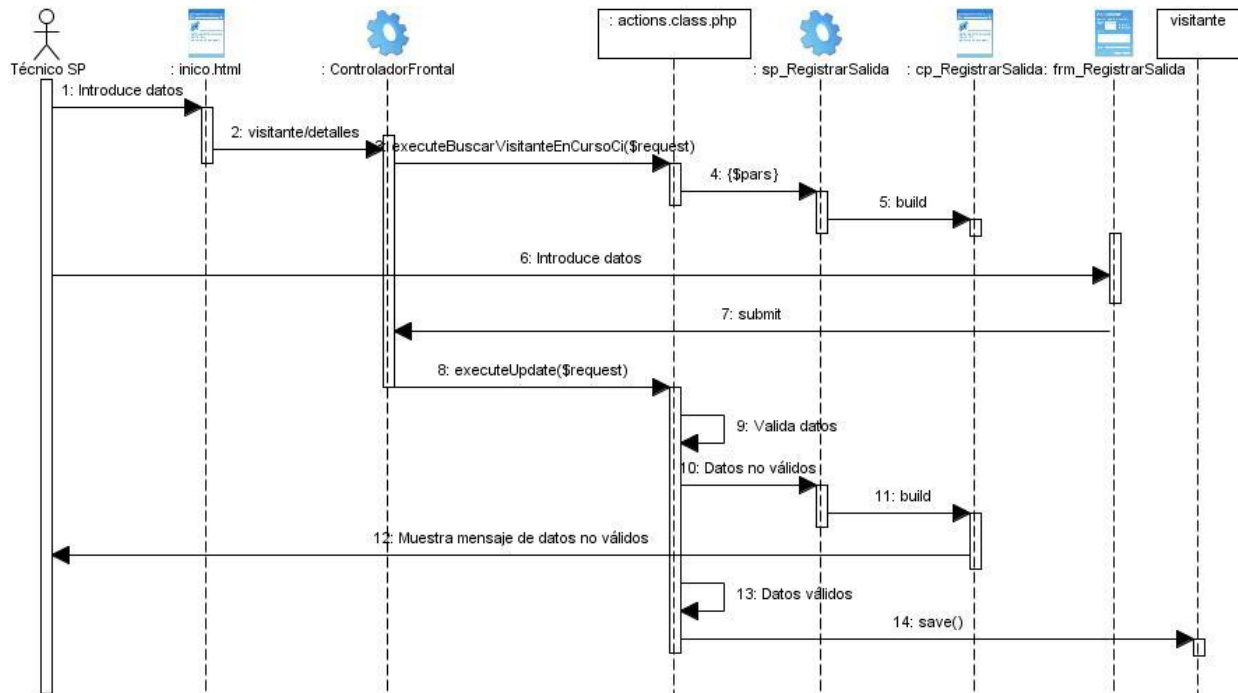 : actions.class.php
visitante
Técnico SP
: inico.html
: ControladorFrontal
: sp_RegistrarSalida
: cp_RegistrarSalida
: frm_RegistrarSalida
1: Introduce datos
2: visitante/detalles
3: executeBuscarVisitanteEnCursoCi($request)
4: {$pars}
5: build
6: Introduce datos
7: submit
8: executeUpdate($request)
9: Valida datos
10: Datos no válidos
11: build
12: Muestra mensaje de datos no válidos
13: Datos válidos
14: save()